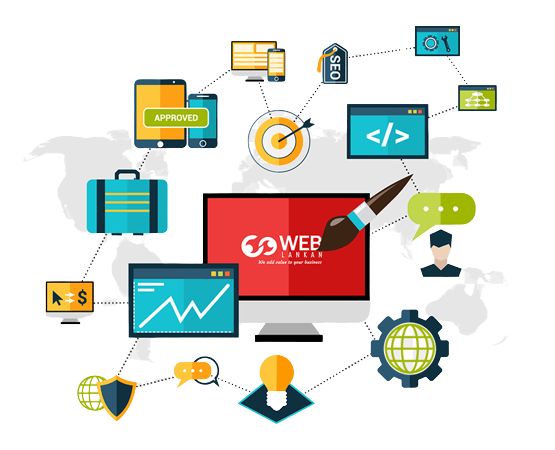 SEO
APPROVED
</>
WEB
LANKAN
We add value to your business
$